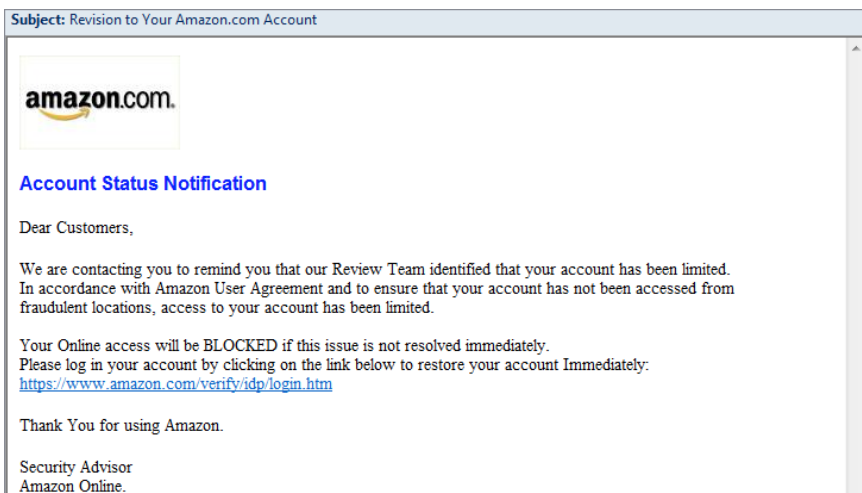 Subject: Revision to Your Amazon.com Account
amazon.com.
Account Status Notification
Dear Customers,
We are contacting you to remind you that our Review Team identified that your account has been limited.
In accordance with Amazon User Agreement and to ensure that your account has not been accessed from
fraudulent locations, access to your account has been limited.
Your Online access will be BLOCKED if this issue is not resolved immediately.
Please log in your account by clicking on the link below to restore your account Immediately:
https://www.amazon.com/verify/idp/login.htm
Thank You for using Amazon.
Security Advisor
Amazon Online.